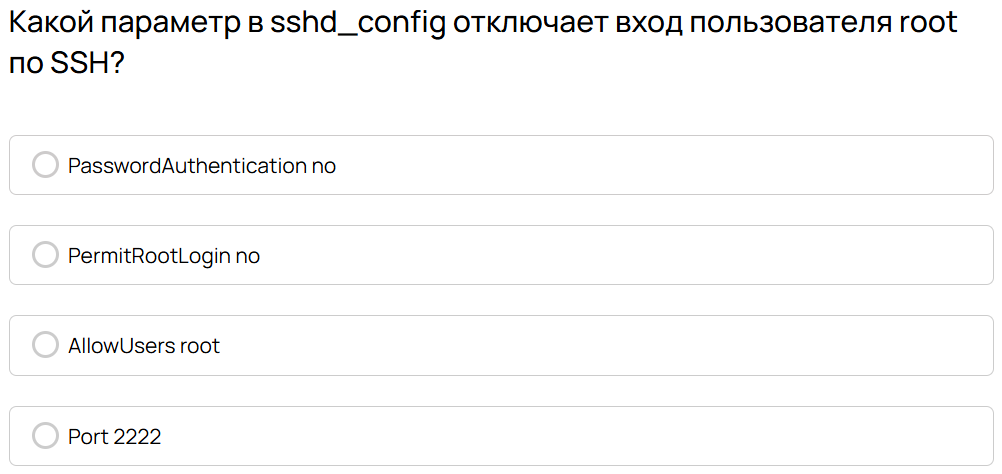 Какой параметр в sshd_config отключает вход пользователя root
по SSH?
PasswordAuthentication no
PermitRootLogin no
AllowUsers root
Port 2222